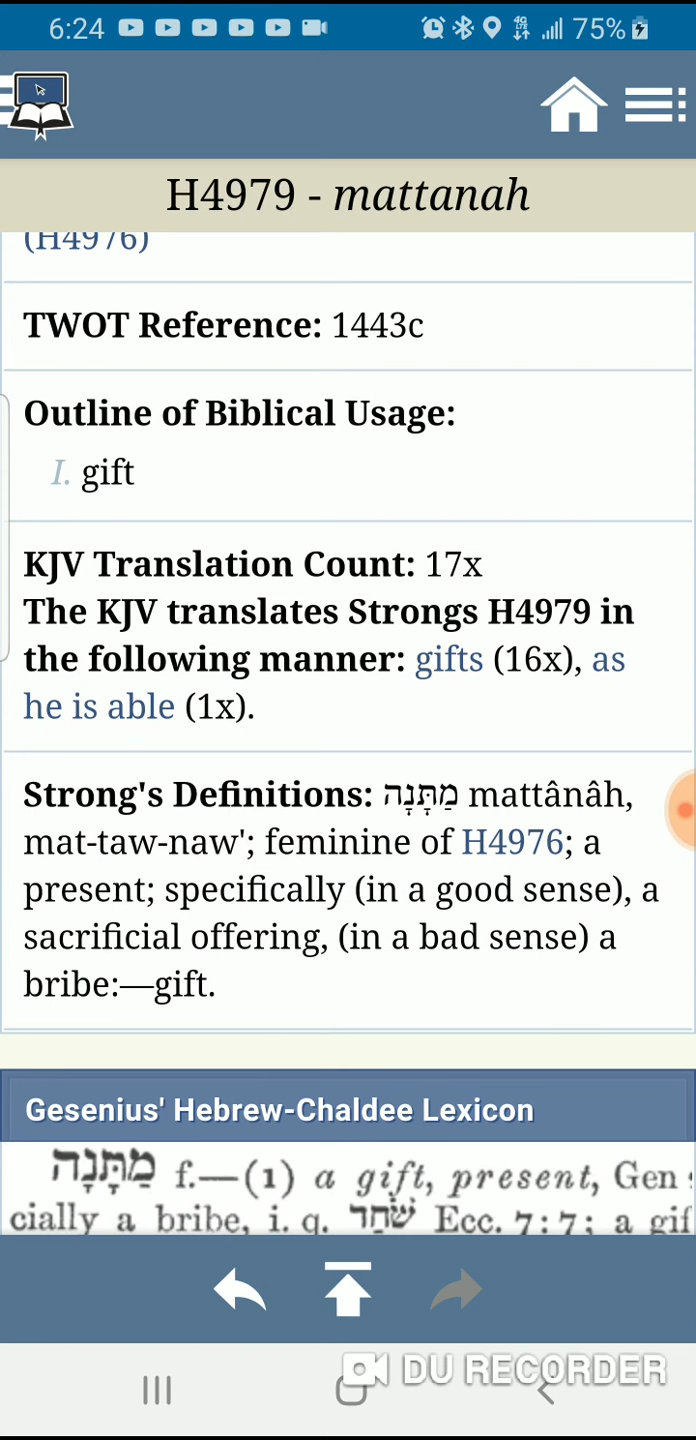 6:24 4G LTE 75%
H4979 - mattanah
(H4976)
TWOT Reference: 1443c
Outline of Biblical Usage:
I. gift
KJV Translation Count: 17x
The KJV translates Strongs H4979 in
the following manner: gifts (16x), as
he is able (1x).
Strong's Definitions: מַתָּנָה mattânâh,
mat-taw-naw'; feminine of H4976; a
present; specifically (in a good sense), a
sacrificial offering, (in a bad sense) a
bribe:—gift.
Gesenius' Hebrew-Chaldee Lexicon
מַתָּנָה f.—(1) a gift, present, Gen
cially a bribe, i. q. שֹׁחַד Ecc. 7:7; a gif
DU RECORDER